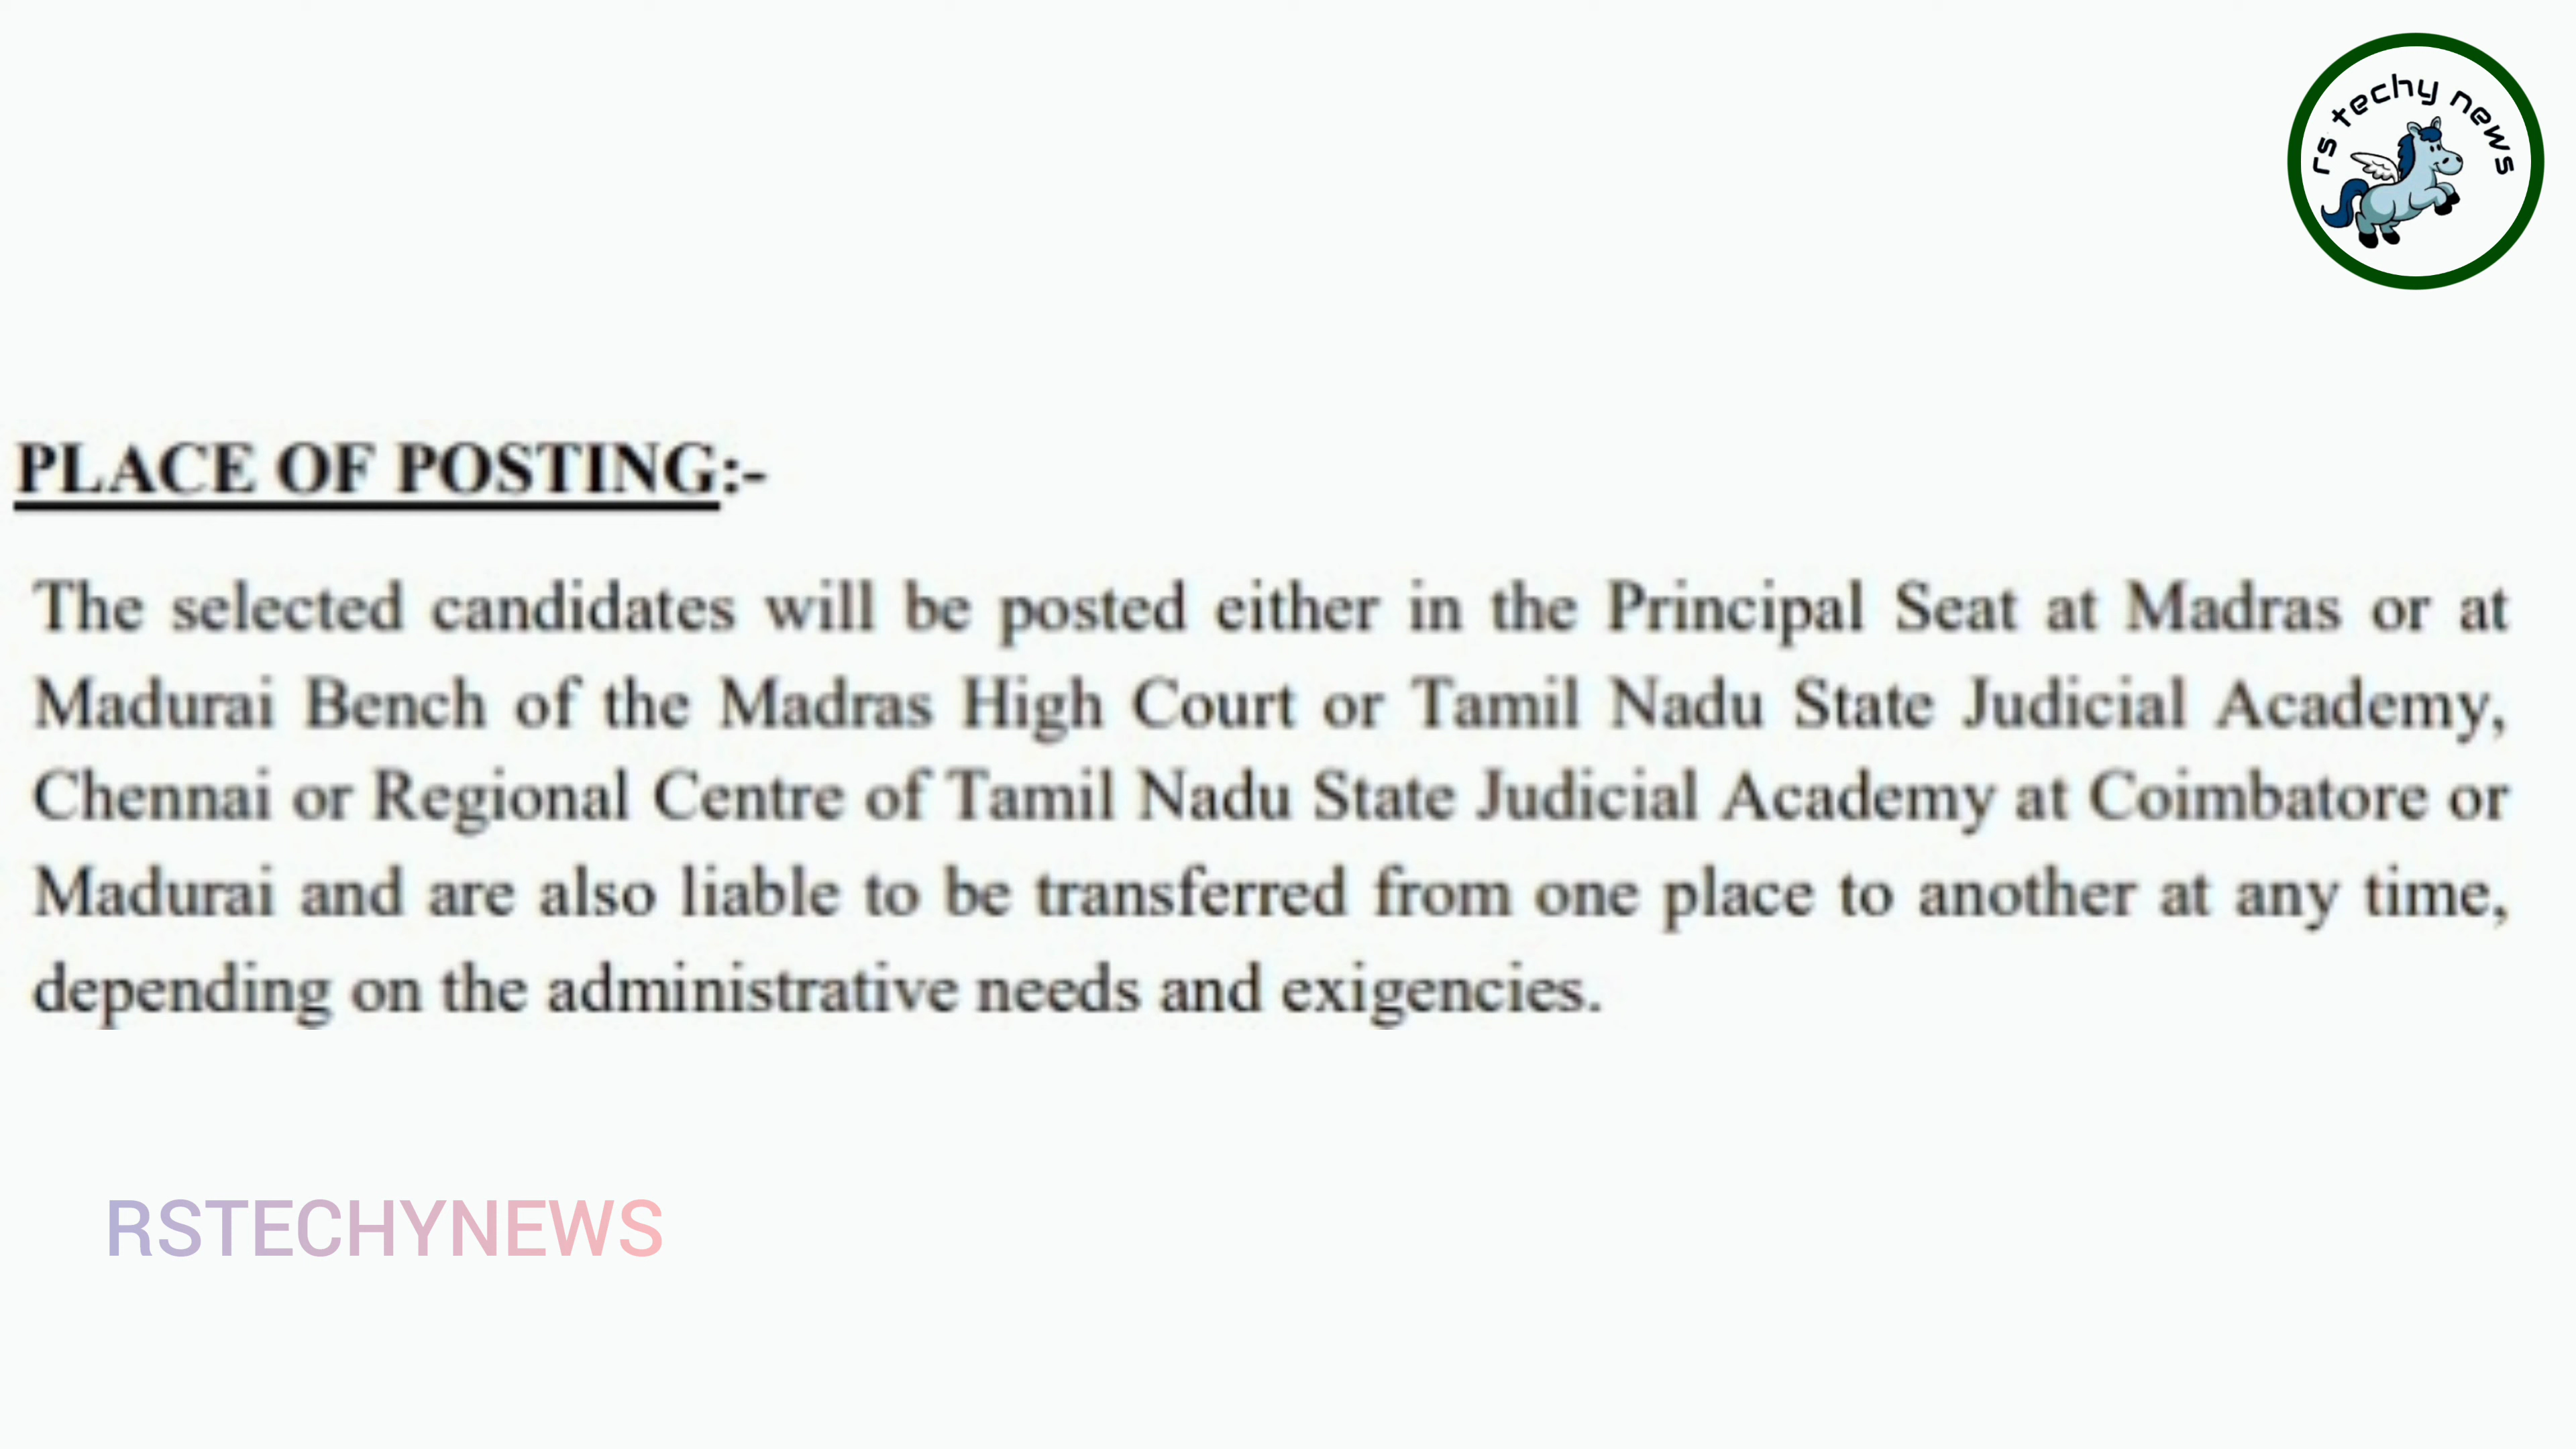 rs techy news
PLACE OF POSTING:-
The selected candidates will be posted either in the Principal Seat at Madras or at
Madurai Bench of the Madras High Court or Tamil Nadu State Judicial Academy,
Chennai or Regional Centre of Tamil Nadu State Judicial Academy at Coimbatore or
Madurai and are also liable to be transferred from one place to another at any time,
depending on the administrative needs and exigencies.
RSTECHYNEWS